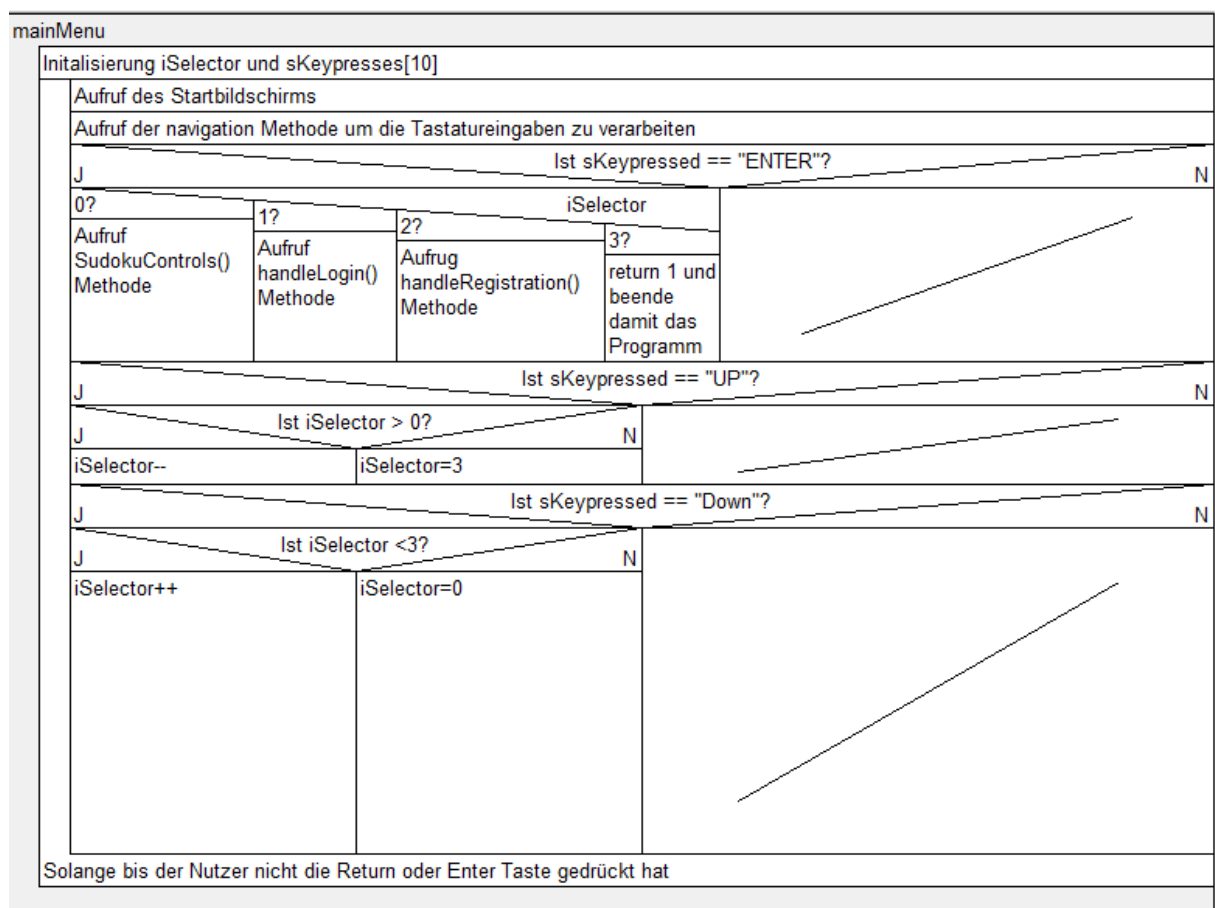 mainMenu
Initalisierung iSelector und sKeypresses[10]
Aufruf des Startbildschirms
Aufruf der navigation Methode um die Tastatureingaben zu verarbeiten
Ist sKeypressed == "ENTER"?
J
N
iSelector
0?
Aufruf
SudokuControls()
Methode
1?
Aufruf
handleLogin()
Methode
2?
Aufrug
handleRegistration()
Methode
3?
return 1 und
beende
damit das
Programm
Ist sKeypressed == "UP"?
J
N
Ist iSelector > 0?
J
N
iSelector--
iSelector=3
Ist sKeypressed == "Down"?
J
N
Ist iSelector <3?
J
N
iSelector++
iSelector=0
Solange bis der Nutzer nicht die Return oder Enter Taste gedrückt hat